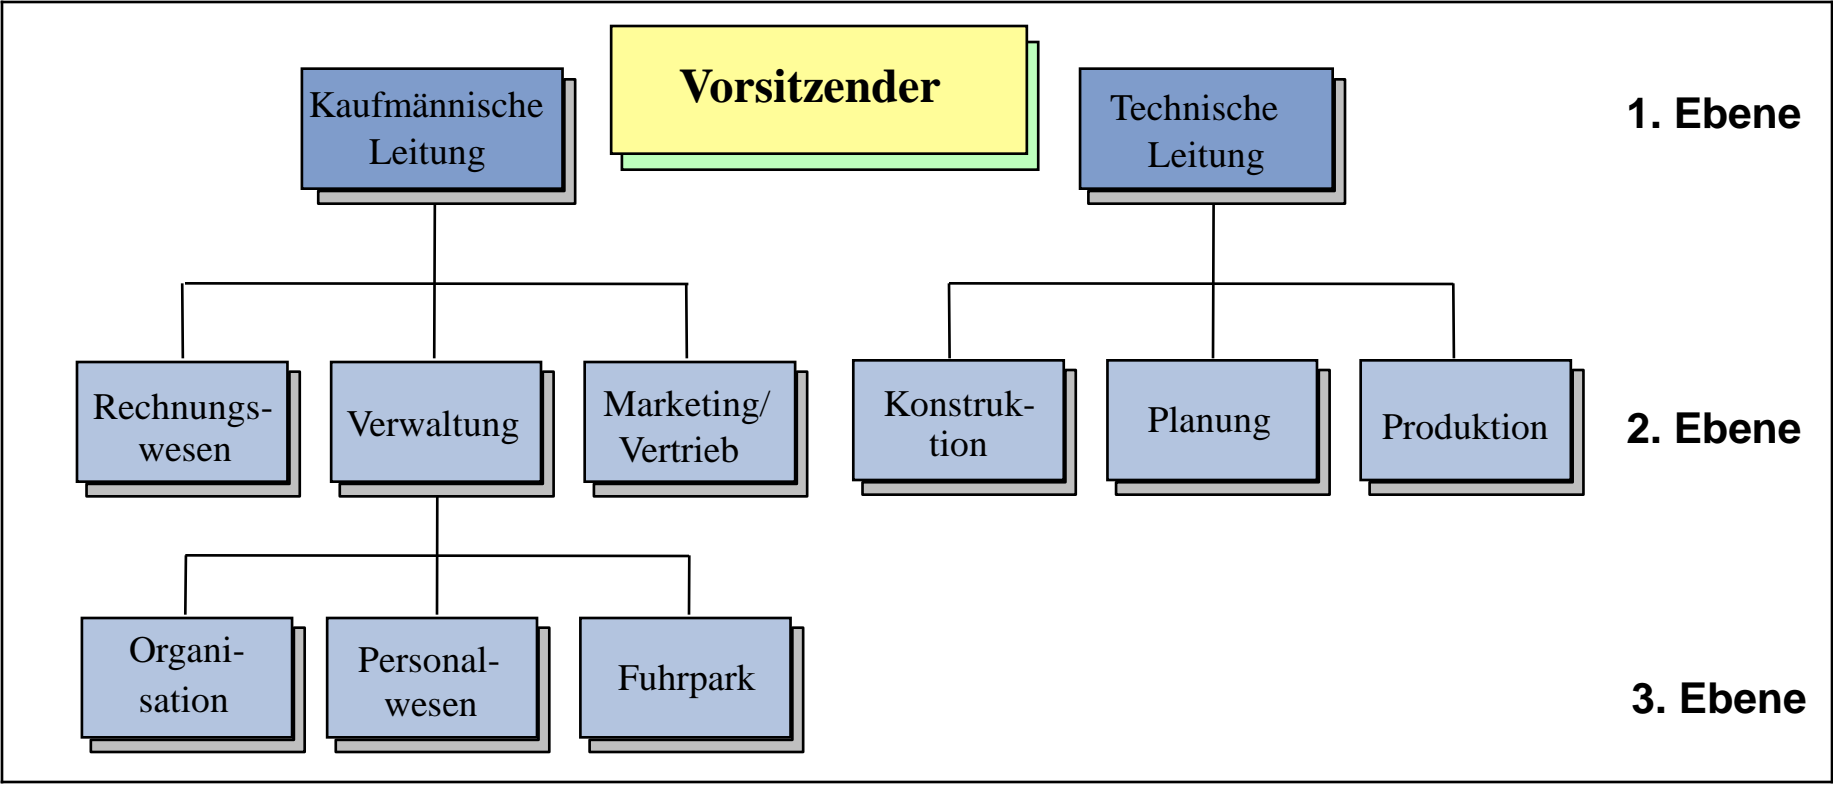 Vorsitzender
Kaufmännische
Leitung
Technische
Leitung
1. Ebene
Rechnungs-
wesen
Verwaltung
Marketing/
Vertrieb
Konstruk-
tion
Planung
Produktion
2. Ebene
Organi-
sation
Personal-
wesen
Fuhrpark
3. Ebene